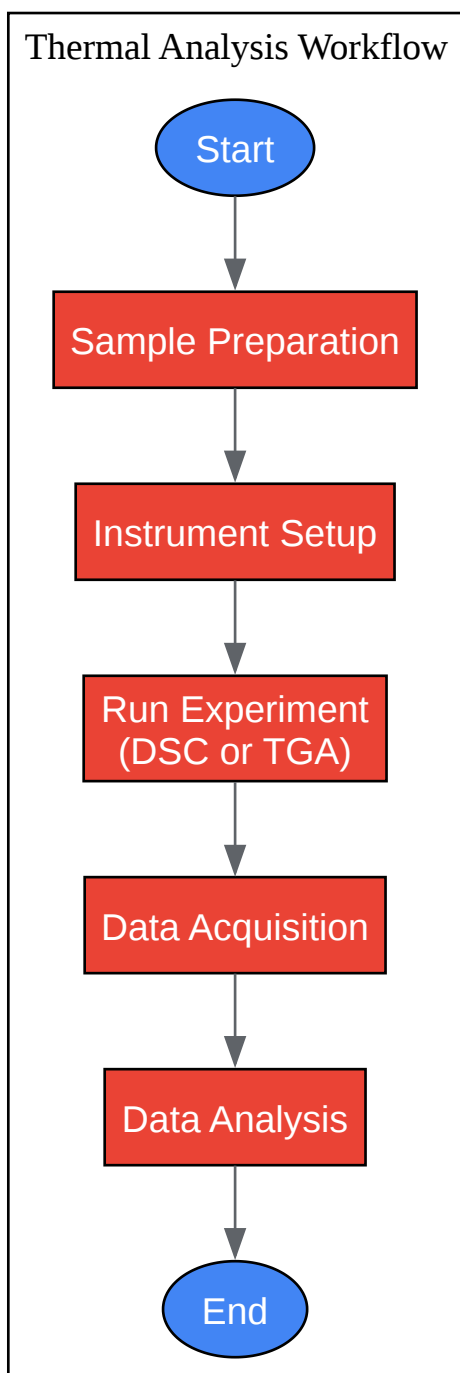 Thermal Analysis Workflow
Start
Sample Preparation
Instrument Setup
Run Experiment
(DSC or TGA)
Data Acquisition
Data Analysis
End